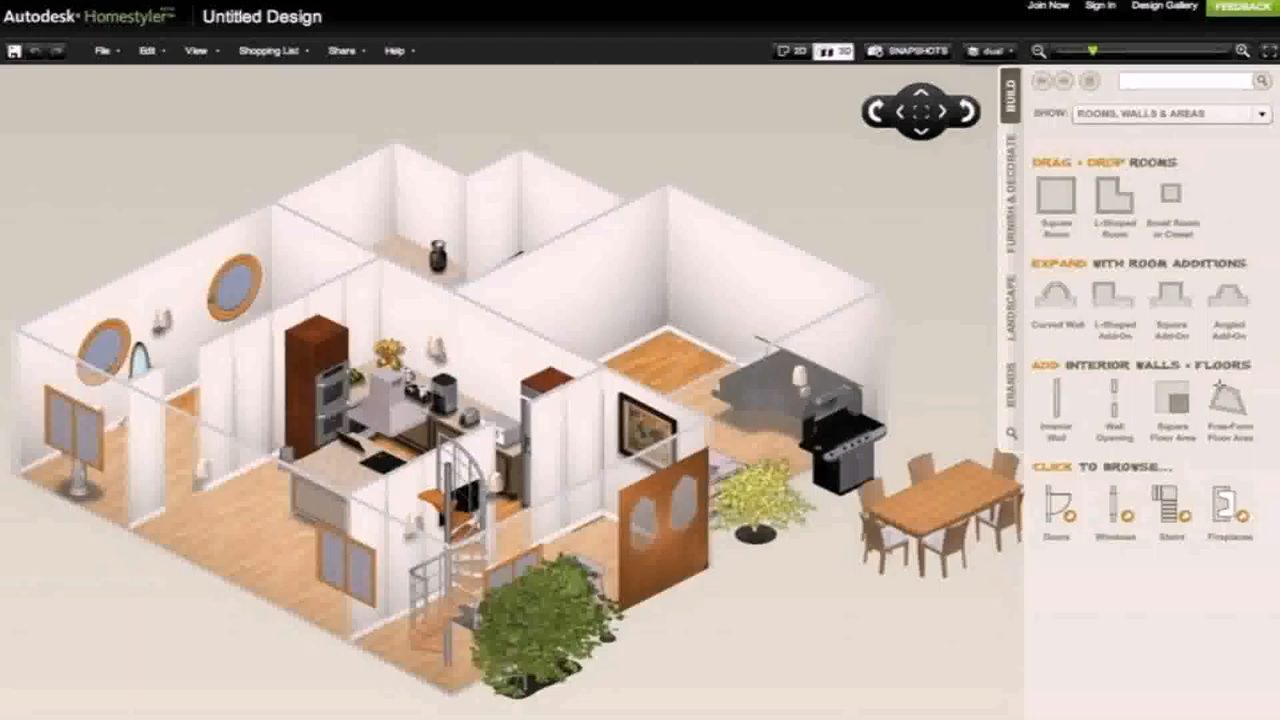 Autodesk® Homestyler™ Untitled Design
Join Now Sign In Design Gallery FEEDBACK
File Edit View Shopping List Share Help
2D 3D SNAPSHOTS dual
BUILD
FURNISH & DECORATE
LANDSCAPE
BRANDS
SHOW: ROOMS, WALLS & AREAS
DRAG + DROP ROOMS
Square Room
L-Shaped Room
Small Room or Closet
EXPAND WITH ROOM ADDITIONS
Curved Wall
L-Shaped Add-On
Square Add-On
Angled Add-On
ADD INTERIOR WALLS + FLOORS
Interior Wall
Wall Opening
Square Floor Area
Free-Form Floor Area
CLICK TO BROWSE...
Doors Windows Stairs Fireplaces